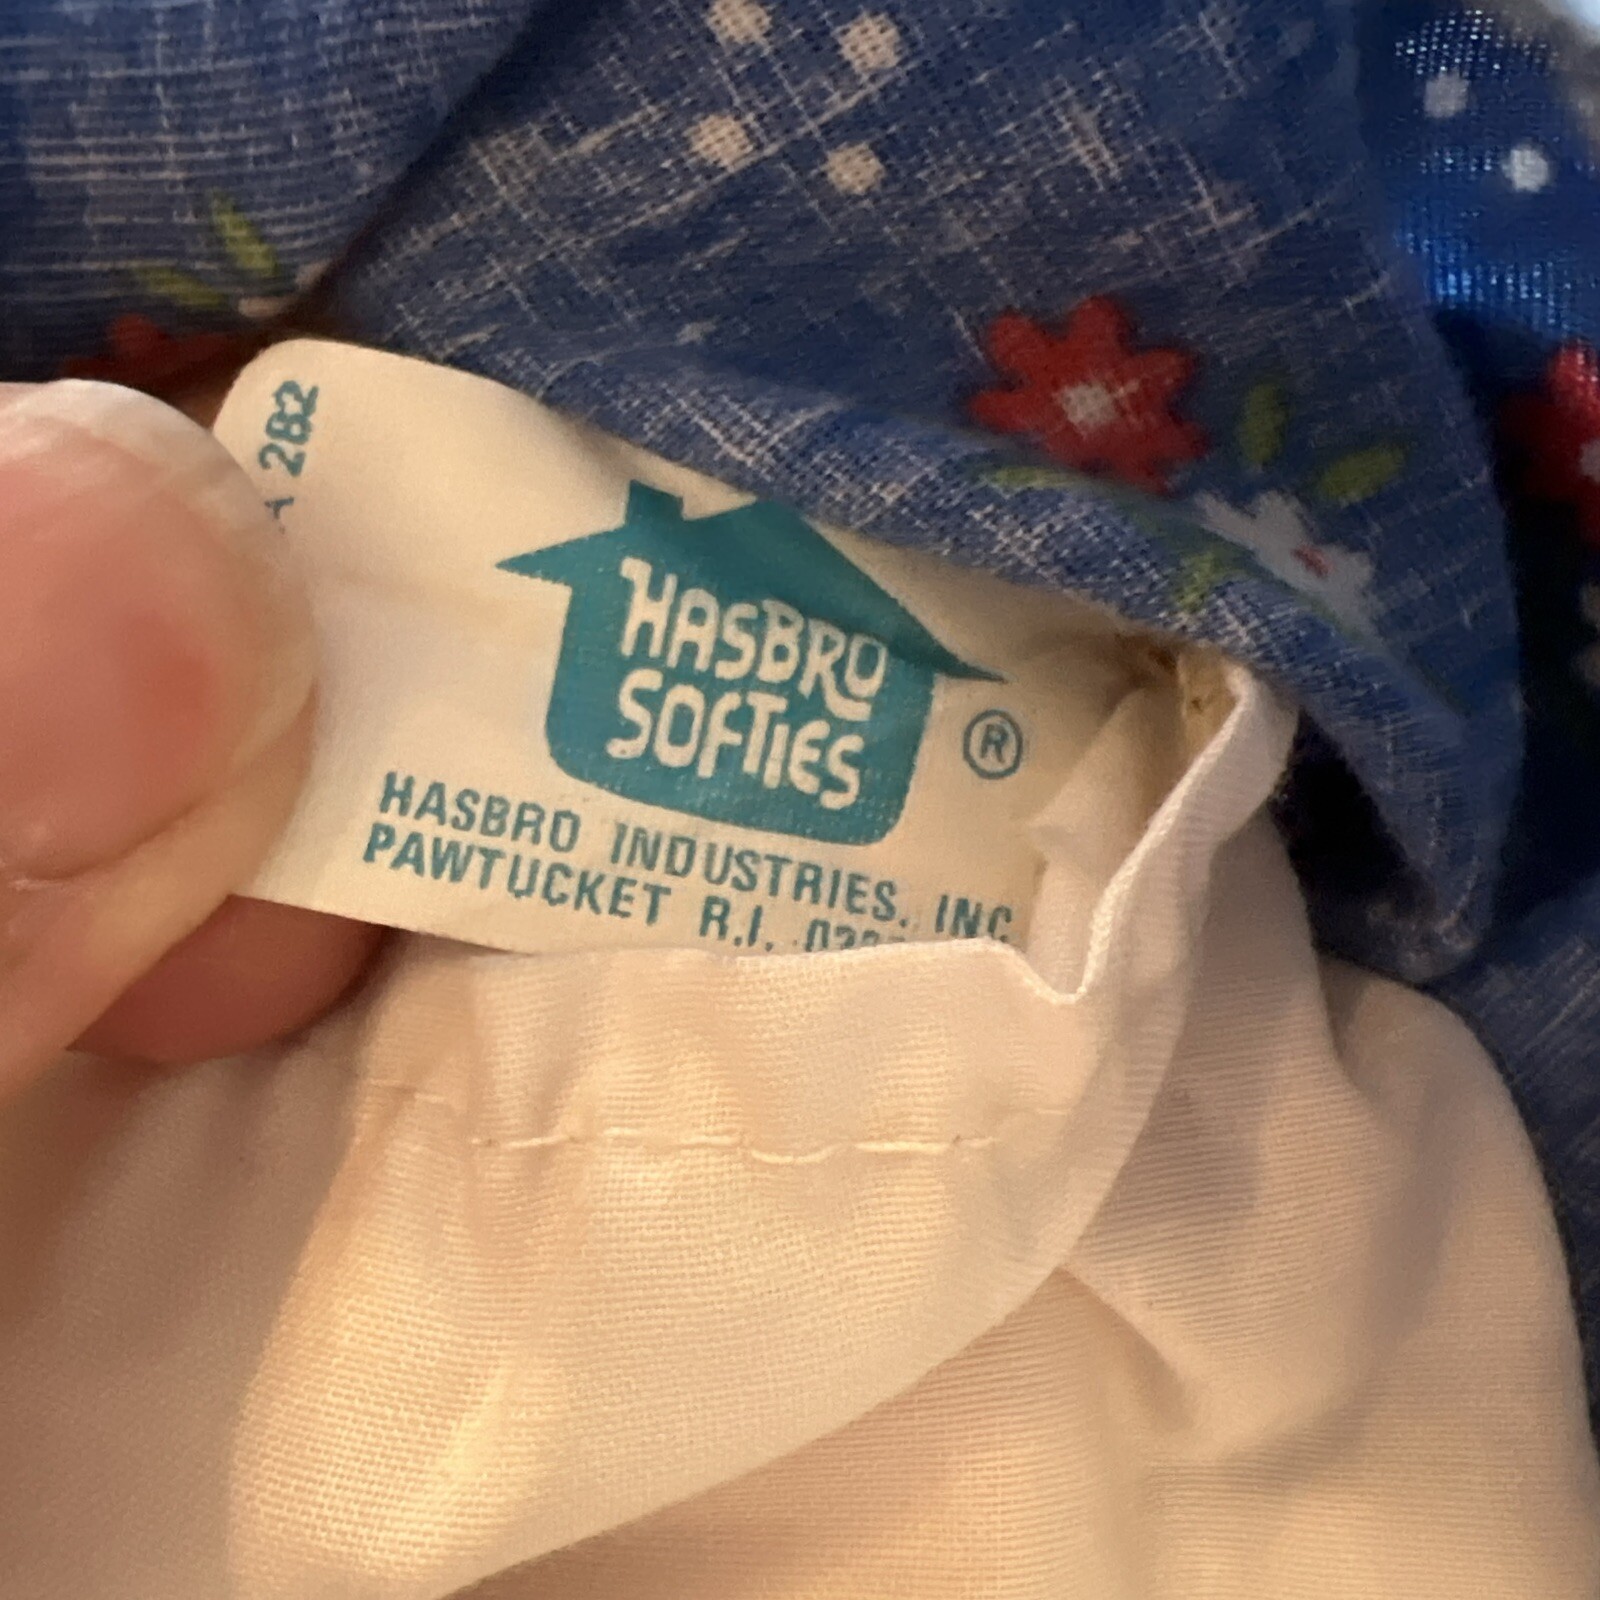 A 282
HASBRO
SOFTIES
®
HASBRO INDUSTRIES, INC
PAWTUCKET R.I.